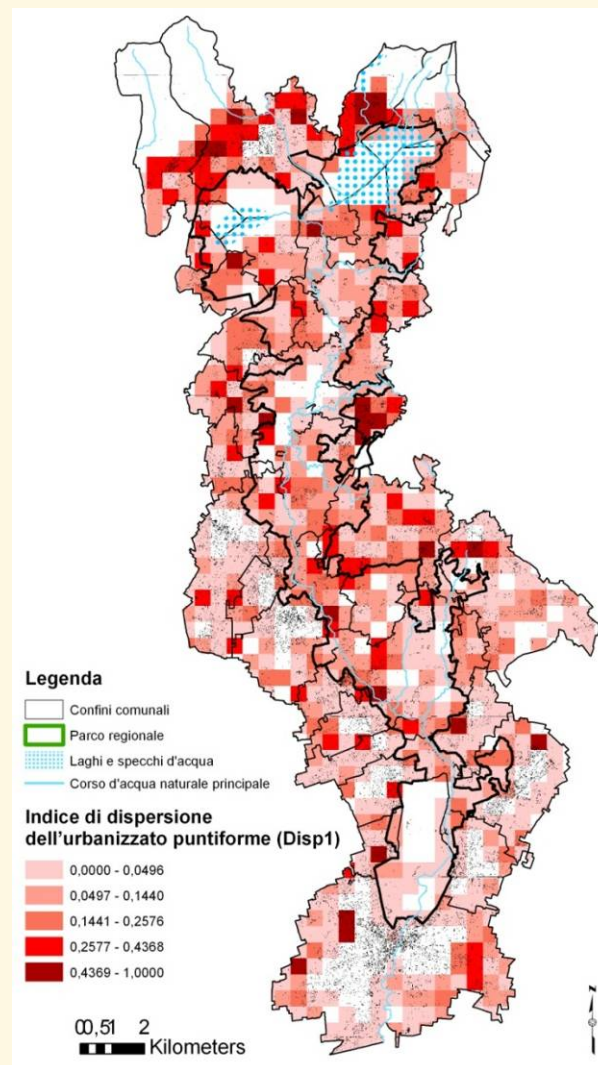 Legenda
Confini comunali
Parco regionale
Laghi e specchi d'acqua
Corso d'acqua naturale principale
Indice di dispersione
dell'urbanizzato puntiforme (Disp1)
0,0000 - 0,0496
0,0497 - 0,1440
0,1441 - 0,2576
0,2577 - 0,4368
0,4369 - 1,0000
00,51 2
Kilometers
N